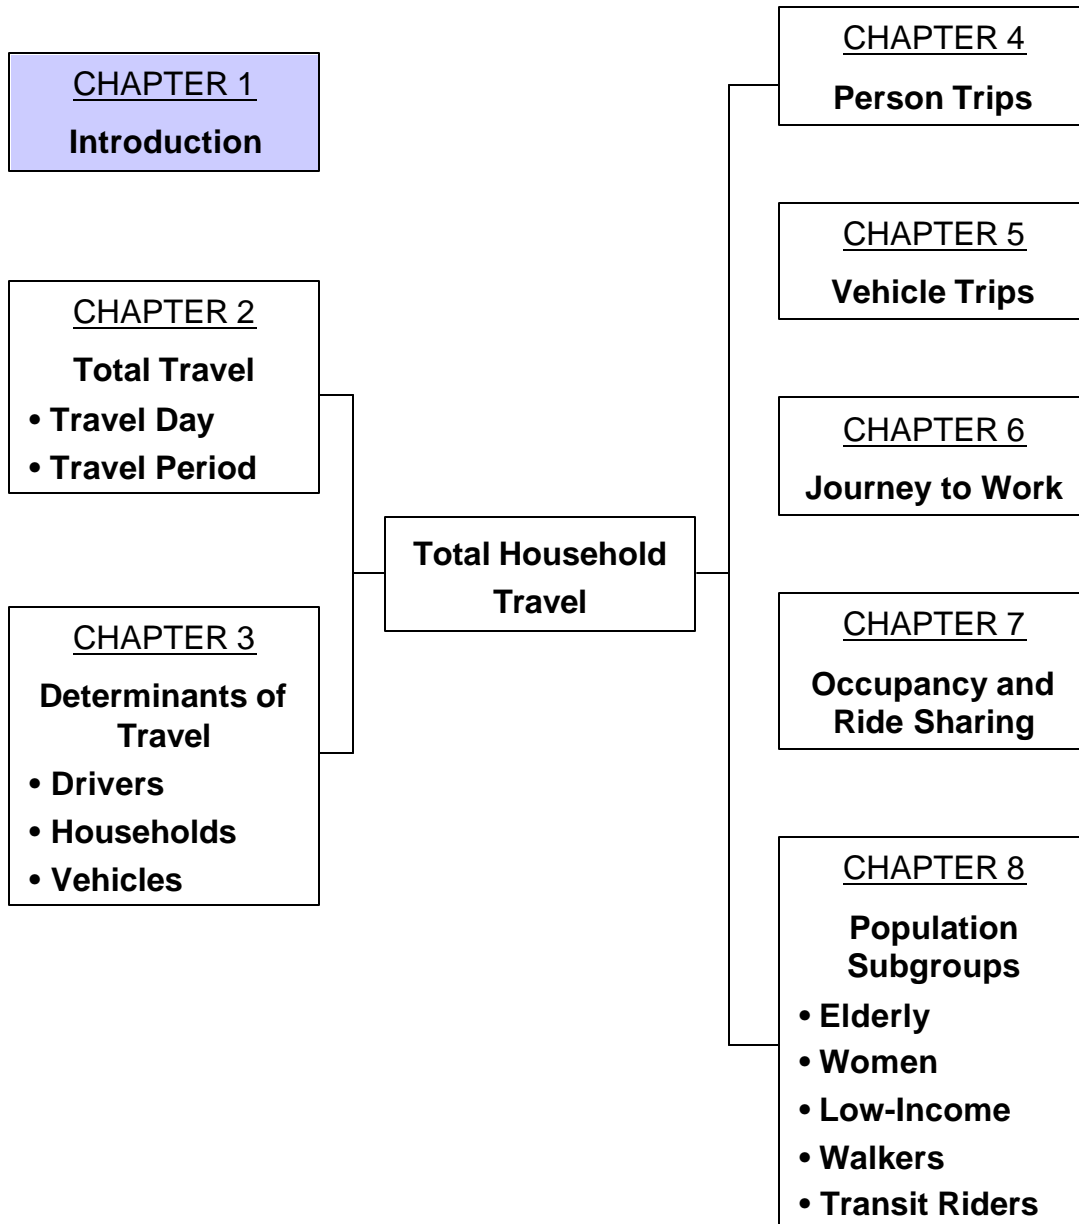 CHAPTER 1
Introduction
CHAPTER 2
Total Travel
• Travel Day
• Travel Period
CHAPTER 3
Determinants of
Travel
• Drivers
• Households
• Vehicles
Total Household
Travel
CHAPTER 4
Person Trips
CHAPTER 5
Vehicle Trips
CHAPTER 6
Journey to Work
CHAPTER 7
Occupancy and
Ride Sharing
CHAPTER 8
Population
Subgroups
• Elderly
• Women
• Low-Income
• Walkers
• Transit Riders